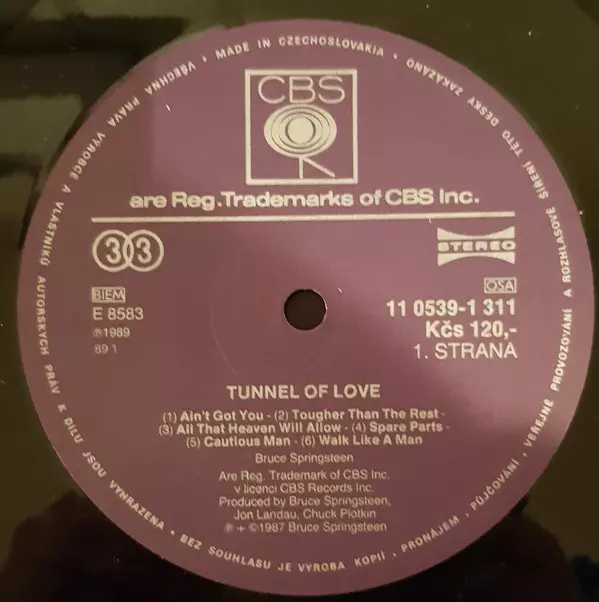 MADE IN CZECHOSLOVAKIA • VŠECHNA PRÁVA VÝROBCE A VLASTNÍKŮ AUTORSKÝCH PRÁV K DÍLU JSOU VYHRAZENA • BEZ SOUHLASU JE VÝROBA KOPIÍ, PRONÁJEM, PŮJČOVÁNÍ, VEŘEJNÉ PROVOZOVÁNÍ A ROZHLASOVÉ ŠÍŘENÍ TÉTO DESKY ZAKÁZÁNO •
CBS
are Reg.Trademarks of CBS Inc.
33
STEREO
BIEM
OSA
E 8583
11 0539-1 311
℗1989
Kčs 120,-
89 1
1. STRANA
TUNNEL OF LOVE
(1) Ain't Got You - (2) Tougher Than The Rest -
(3) All That Heaven Will Allow - (4) Spare Parts -
(5) Cautious Man - (6) Walk Like A Man
Bruce Springsteen
Are Reg. Trademark of CBS Inc.
v licenci CBS Records Inc.
Produced by Bruce Springsteen,
Jon Landau, Chuck Plotkin
℗ + ©1987 Bruce Springsteen